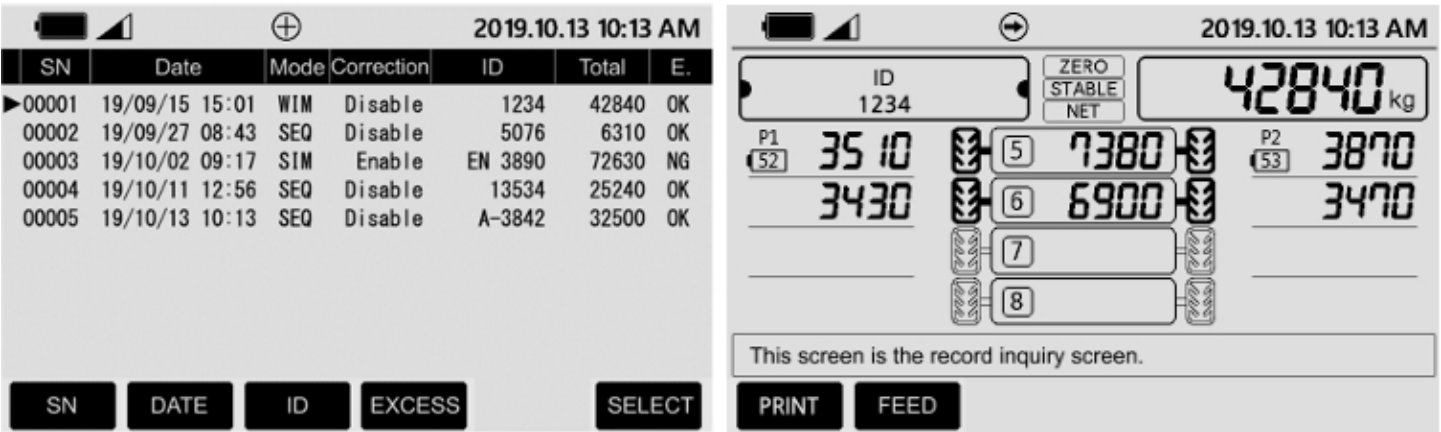 2019.10.13 10:13 AM
SN Date Mode Correction ID Total E.
▶00001 19/09/15 15:01 WIM Disable 1234 42840 OK
00002 19/09/27 08:43 SEQ Disable 5076 6310 OK
00003 19/10/02 09:17 SIM Enable EN 3890 72630 NG
00004 19/10/11 12:56 SEQ Disable 13534 25240 OK
00005 19/10/13 10:13 SEQ Disable A-3842 32500 OK
SN DATE ID EXCESS SELECT
2019.10.13 10:13 AM
ID
1234
ZERO
STABLE
NET
42840 kg
P1
52
3510 5 7380
P2
53
3870
3430 6 6900 3470
7
8
This screen is the record inquiry screen.
PRINT FEED